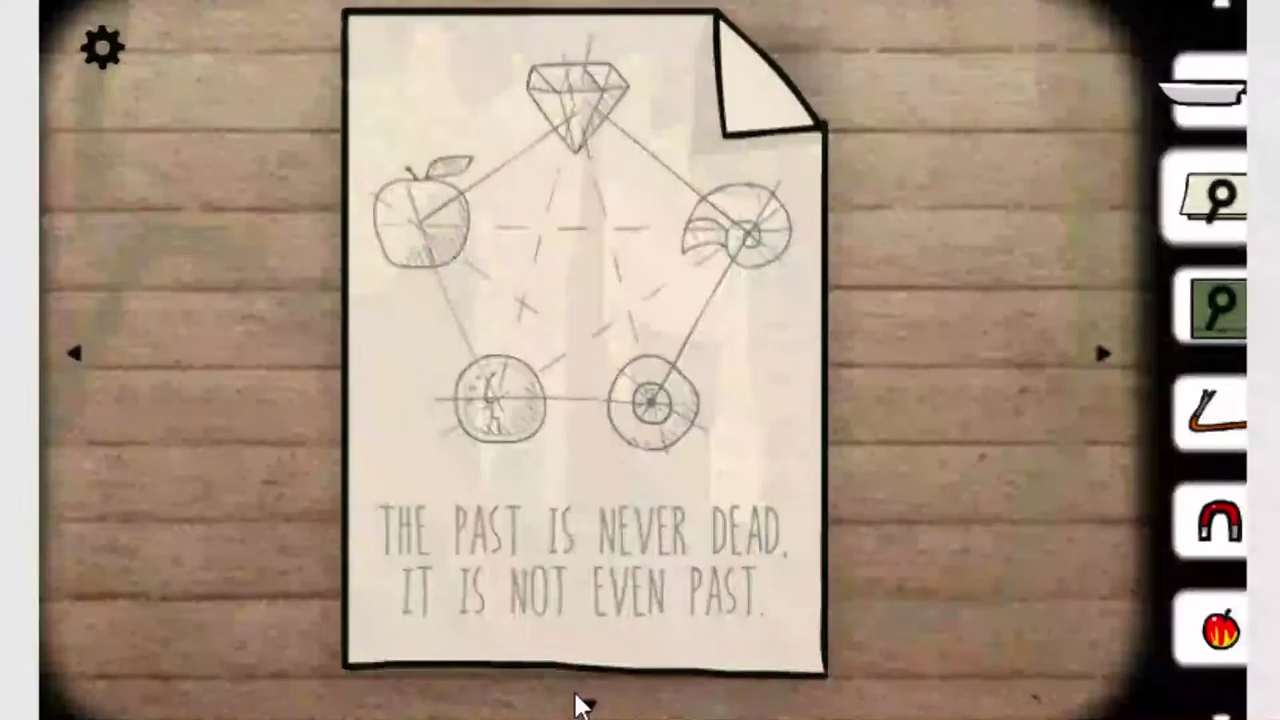 THE PAST IS NEVER DEAD.
IT IS NOT EVEN PAST.